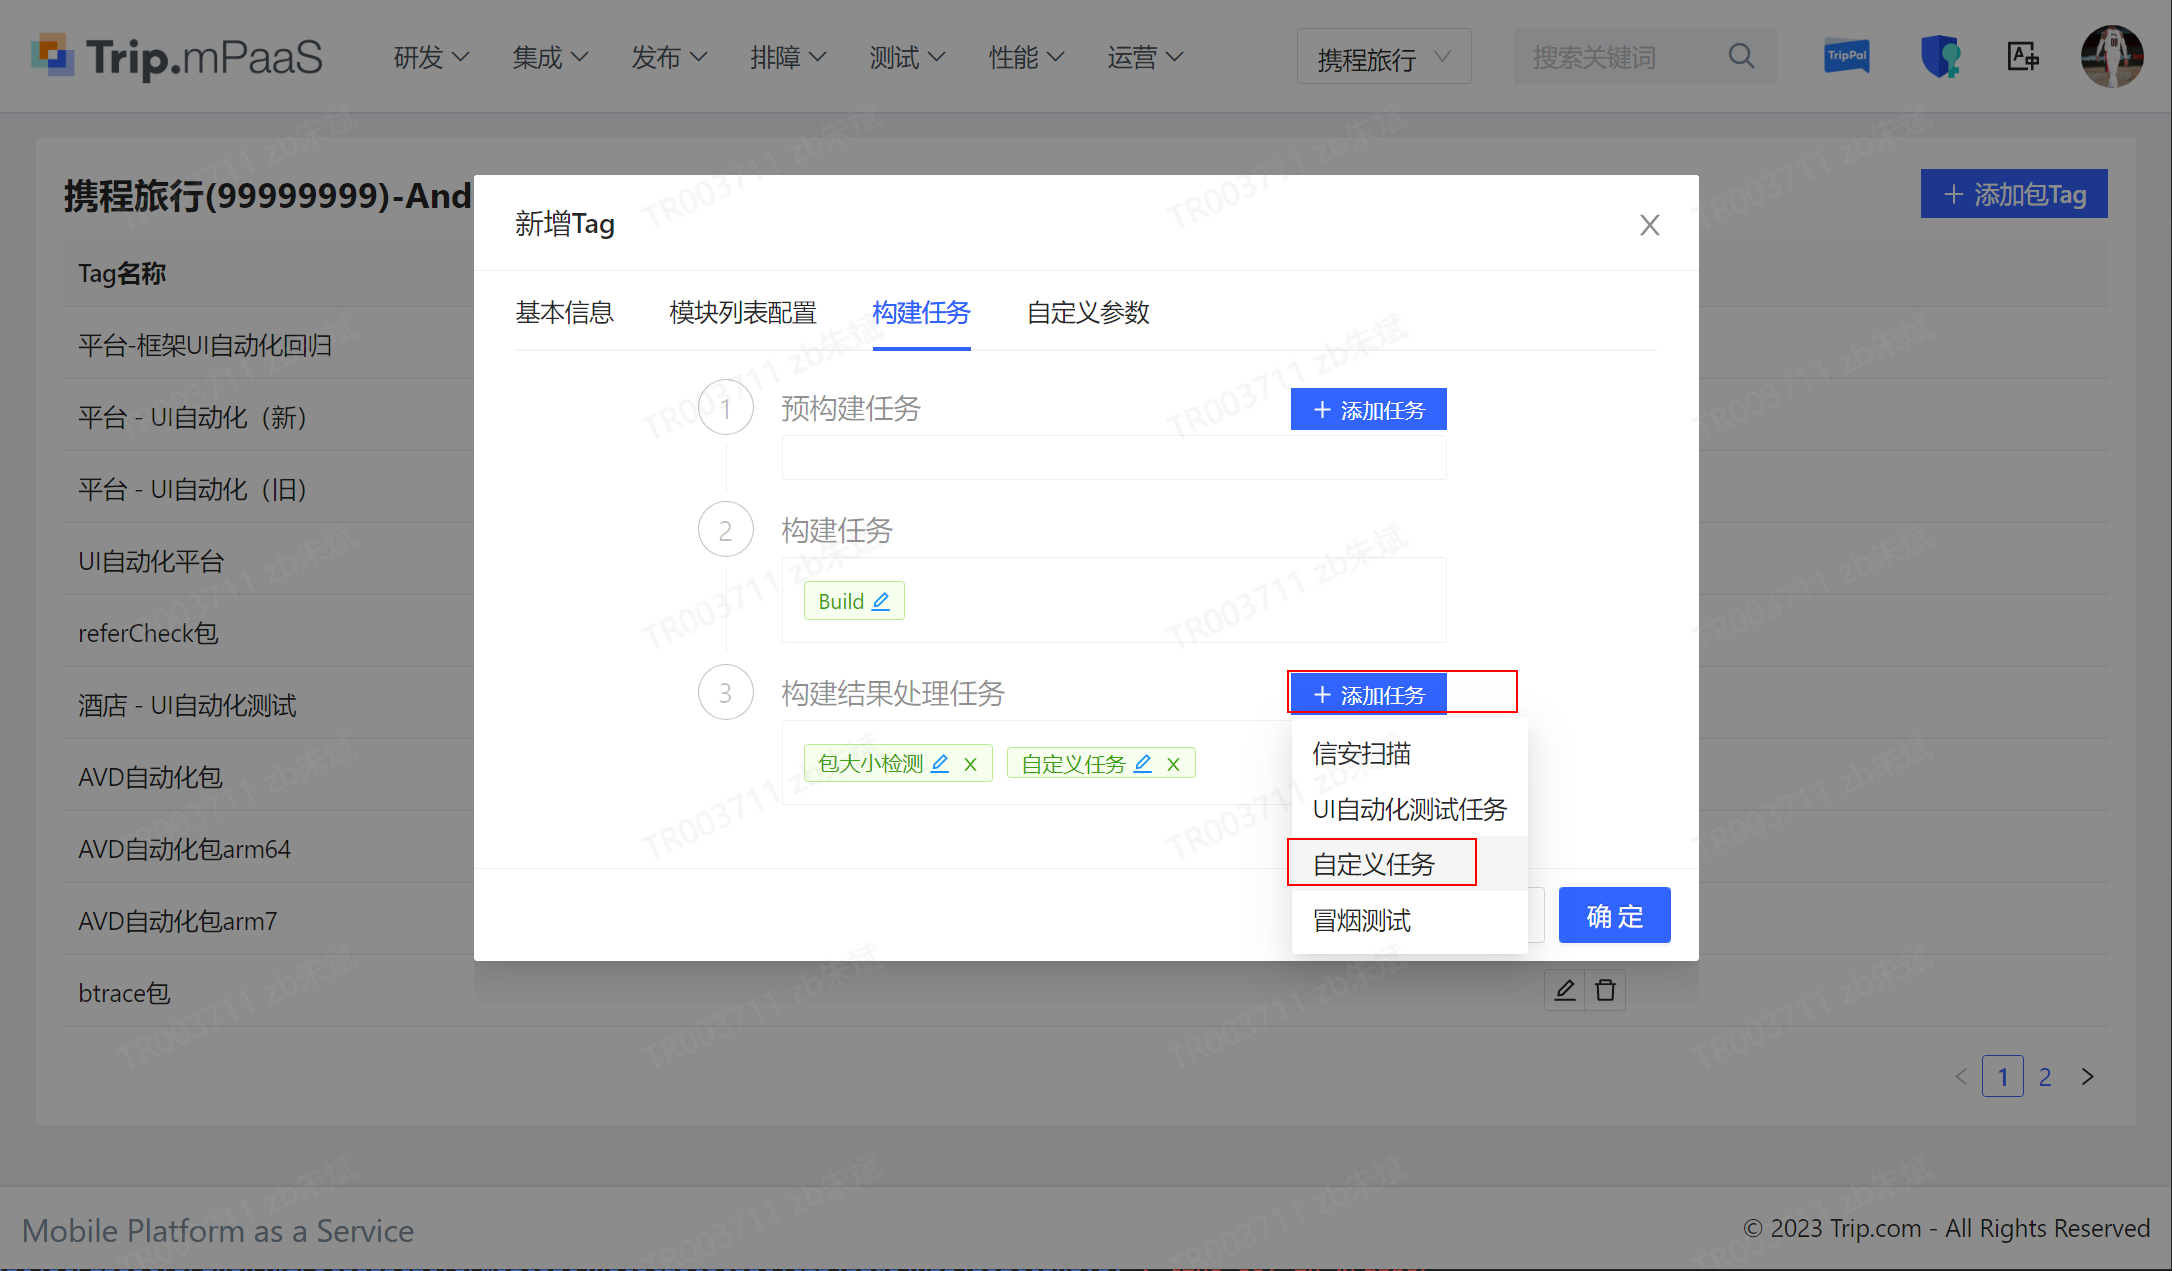 Trip.mPaaS 研发 集成 发布 排障 测试 性能 运营 携程旅行 搜索关键词 TripPal
携程旅行(99999999)-And
添加包Tag
Tag名称
平台-框架UI自动化回归
平台 - UI自动化（新）
平台 - UI自动化（旧）
UI自动化平台
referCheck包
酒店 - UI自动化测试
AVD自动化包
AVD自动化包arm64
AVD自动化包arm7
btrace包
新增Tag
基本信息 模块列表配置 构建任务 自定义参数
1 预构建任务 添加任务
2 构建任务
Build
3 构建结果处理任务 添加任务
包大小检测 自定义任务
信安扫描
UI自动化测试任务
自定义任务
冒烟测试
确 定
1 2
Mobile Platform as a Service
© 2023 Trip.com - All Rights Reserved
TR003711 zb朱斌